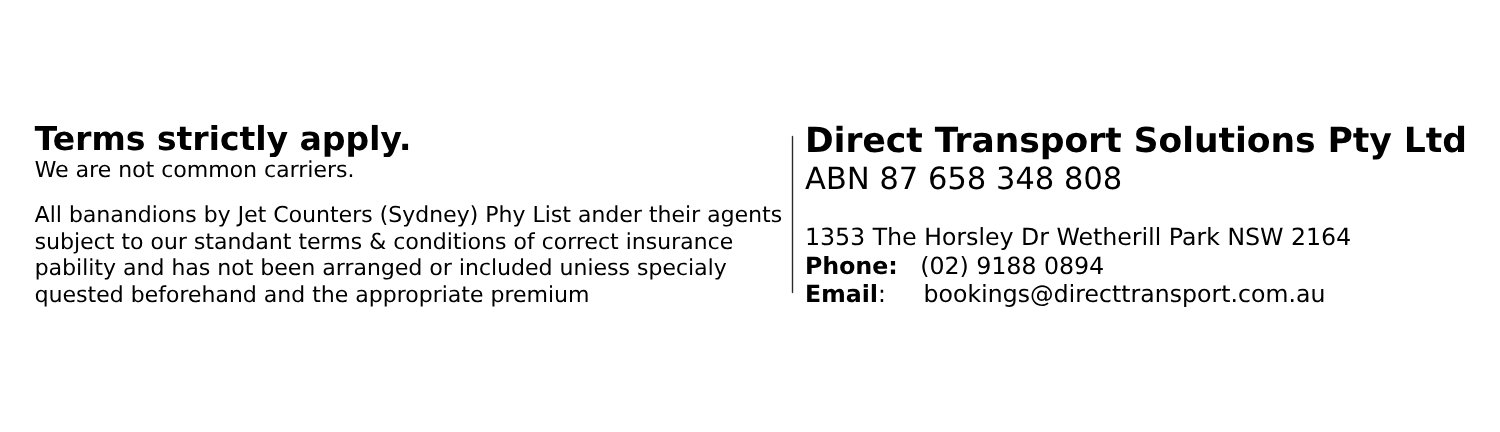 Terms strictly apply.
We are not common carriers.
All banandions by Jet Counters (Sydney) Phy List ander their agents
subject to our standant terms & conditions of correct insurance
pability and has not been arranged or included uniess specialy
quested beforehand and the appropriate premium
Direct Transport Solutions Pty Ltd
ABN 87 658 348 808
1353 The Horsley Dr Wetherill Park NSW 2164
Phone: (02) 9188 0894
Email: bookings@directtransport.com.au